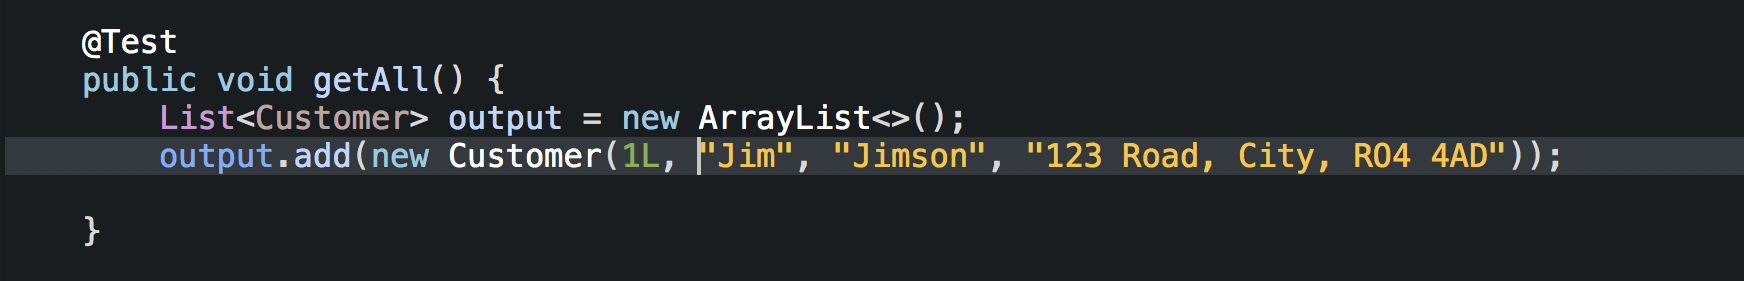 @Test
public void getAll() {
List<Customer> output = new ArrayList<>();
output.add(new Customer(1L, "Jim", "Jimson", "123 Road, City, RO4 4AD"));
}